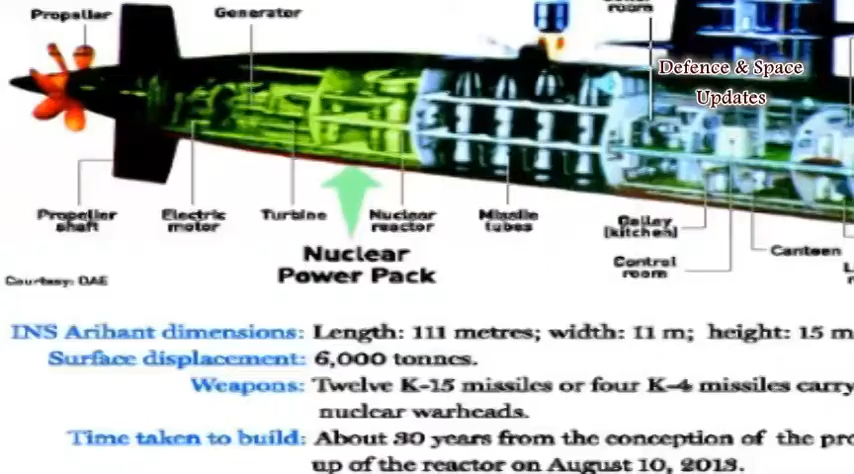 Propeller
Generator
room
Defence & Space
Updates
Propeller
shaft
Electric
motor
Turbine
Nuclear
reactor
Missile
tubes
Galley
(kitchen)
Control
room
Canteen
Nuclear
Power Pack
Courtesy: DAE
INS Arihant dimensions: Length: 111 metres; width: 11 m; height: 15 m
Surface displacement: 6,000 tonnes.
Weapons: Twelve K-15 missiles or four K-4 missiles carry
nuclear warheads.
Time taken to build: About 30 years from the conception of the pro
up of the reactor on August 10, 2013.